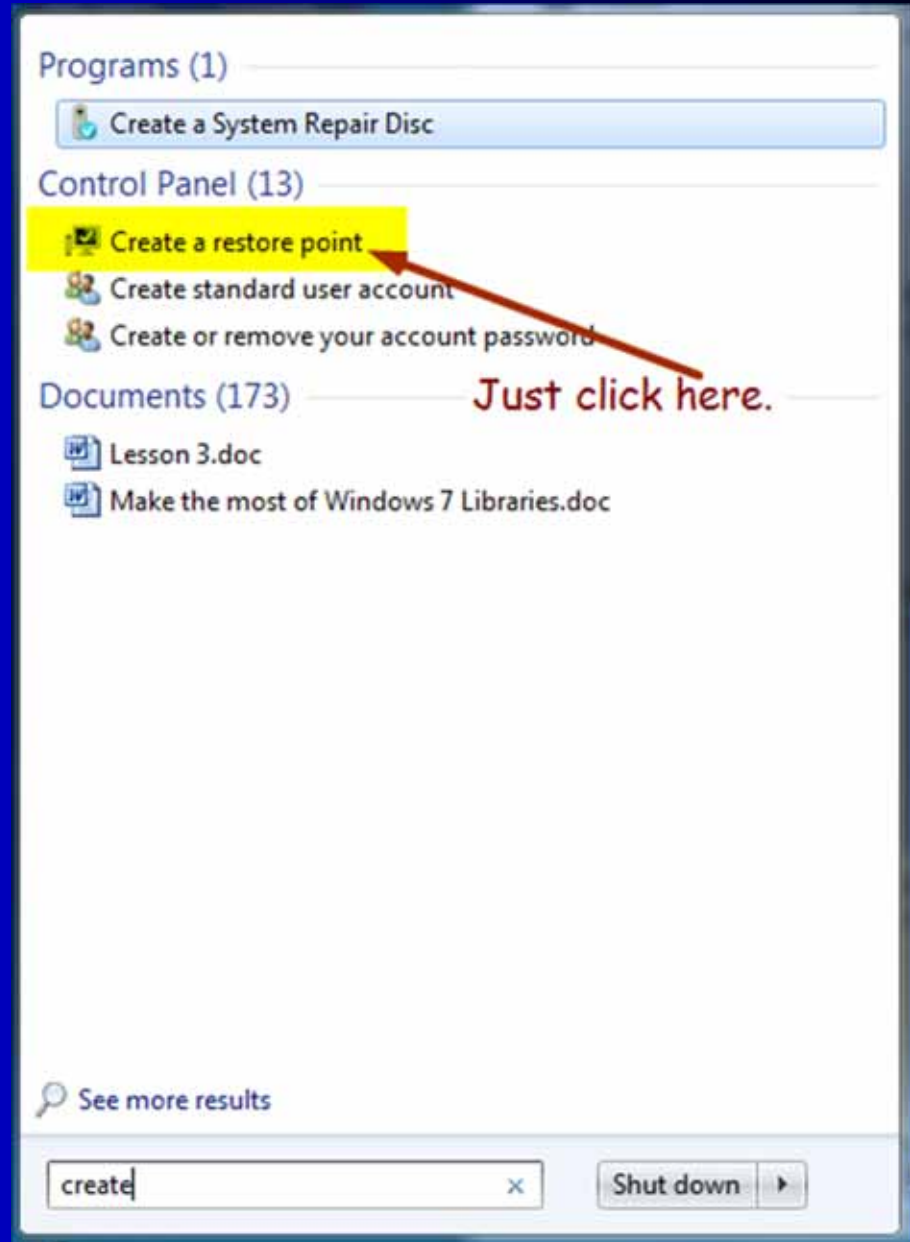 Programs (1)
Create a System Repair Disc
Control Panel (13)
Create a restore point
Create standard user account
Create or remove your account password
Documents (173)
Just click here.
Lesson 3.doc
Make the most of Windows 7 Libraries.doc
See more results
create
Shut down